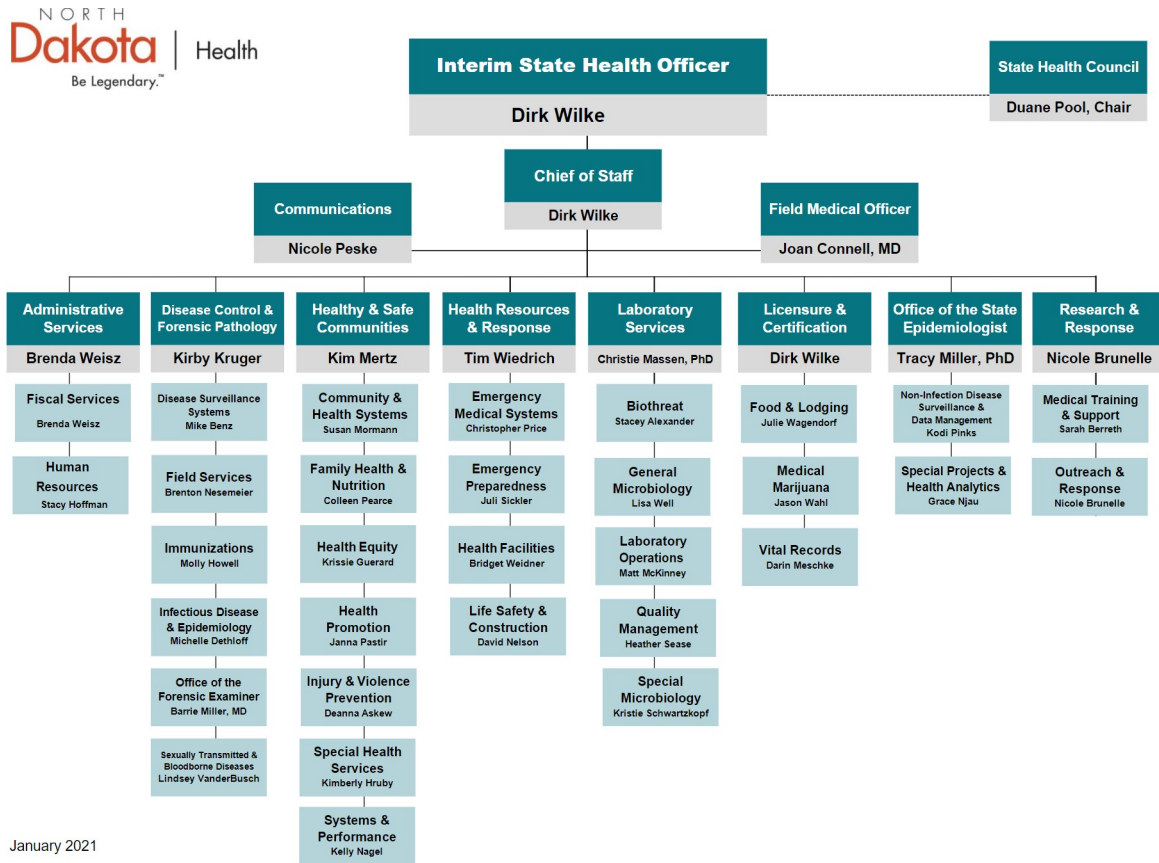 NORTH
Dakota | Health
Be Legendary.™
Interim State Health Officer
Dirk Wilke
State Health Council
Duane Pool, Chair
Chief of Staff
Dirk Wilke
Communications
Nicole Peske
Field Medical Officer
Joan Connell, MD
Administrative
Services
Brenda Weisz
Fiscal Services
Brenda Weisz
Human
Resources
Stacy Hoffman
Disease Control &
Forensic Pathology
Kirby Kruger
Disease Surveillance
Systems
Mike Benz
Field Services
Brenton Nesemeier
Immunizations
Molly Howell
Infectious Disease
& Epidemiology
Michelle Dethloff
Office of the
Forensic Examiner
Barrie Miller, MD
Sexually Transmitted &
Bloodborne Diseases
Lindsey VanderBusch
Healthy & Safe
Communities
Kim Mertz
Community &
Health Systems
Susan Mormann
Family Health &
Nutrition
Colleen Pearce
Health Equity
Krissie Guerard
Health
Promotion
Janna Pastir
Injury & Violence
Prevention
Deanna Askew
Special Health
Services
Kimberly Hruby
Systems &
Performance
Kelly Nagel
Health Resources
& Response
Tim Wiedrich
Emergency
Medical Systems
Christopher Price
Emergency
Preparedness
Juli Sickler
Health Facilities
Bridget Weidner
Life Safety &
Construction
David Nelson
Laboratory
Services
Christie Massen, PhD
Biothreat
Stacey Alexander
General
Microbiology
Lisa Well
Laboratory
Operations
Matt McKinney
Quality
Management
Heather Sease
Special
Microbiology
Kristie Schwartzkopf
Licensure &
Certification
Dirk Wilke
Food & Lodging
Julie Wagendorf
Medical
Marijuana
Jason Wahl
Vital Records
Darin Meschke
Office of the State
Epidemiologist
Tracy Miller, PhD
Non-Infection Disease
Surveillance &
Data Management
Kodi Pinks
Special Projects &
Health Analytics
Grace Njau
Research &
Response
Nicole Brunelle
Medical Training
& Support
Sarah Berreth
Outreach &
Response
Nicole Brunelle
January 2021